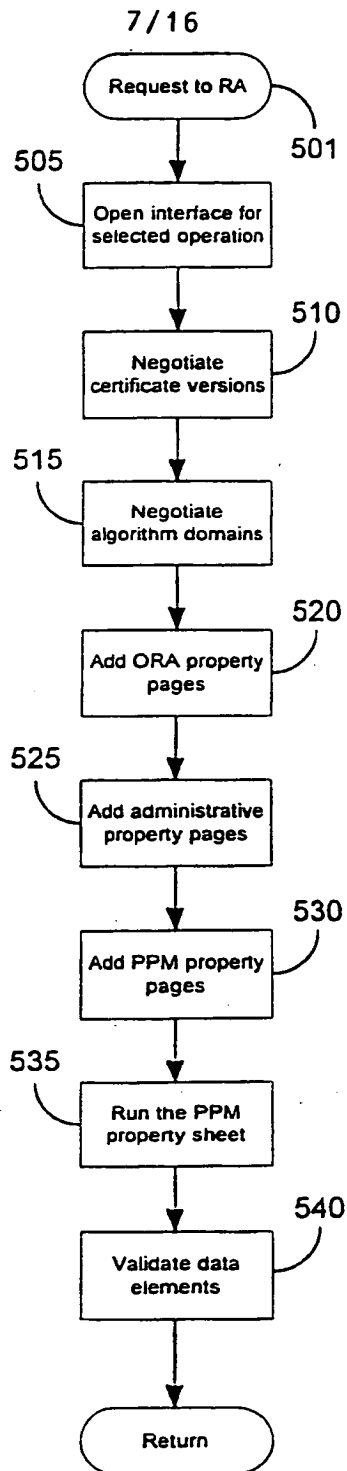 7/16
Request to RA
501
505
Open interface for
selected operation
510
Negotiate
certificate versions
515
Negotiate
algorithm domains
520
Add ORA property
pages
525
Add administrative
property pages
530
Add PPM property
pages
535
Run the PPM
property sheet
540
Validate data
elements
Return